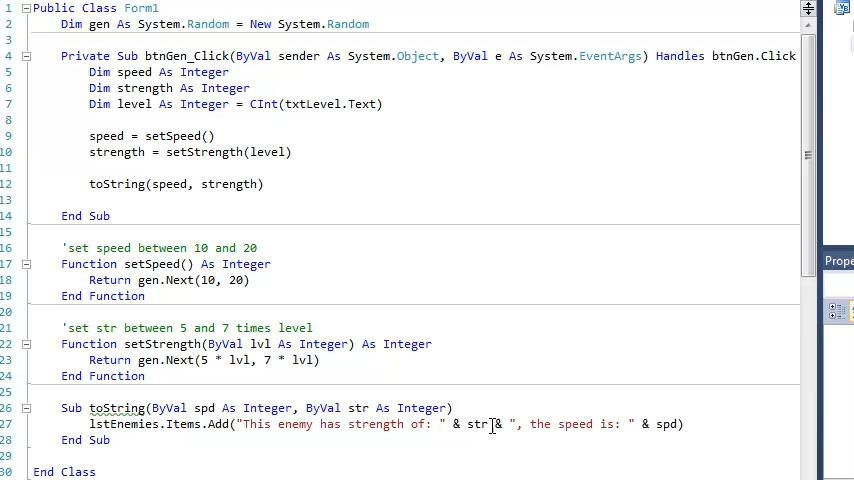 1 Public Class Form1
2 Dim gen As System.Random = New System.Random
3
4 Private Sub btnGen_Click(ByVal sender As System.Object, ByVal e As System.EventArgs) Handles btnGen.Click
5 Dim speed As Integer
6 Dim strength As Integer
7 Dim level As Integer = CInt(txtLevel.Text)
8
9 speed = setSpeed()
10 strength = setStrength(level)
11
12 toString(speed, strength)
13
14 End Sub
15
16 'set speed between 10 and 20
17 Function setSpeed() As Integer
18 Return gen.Next(10, 20)
19 End Function
20
21 'set str between 5 and 7 times level
22 Function setStrength(ByVal lvl As Integer) As Integer
23 Return gen.Next(5 * lvl, 7 * lvl)
24 End Function
25
26 Sub toString(ByVal spd As Integer, ByVal str As Integer)
27 lstEnemies.Items.Add("This enemy has strength of: " & str & ", the speed is: " & spd)
28 End Sub
29
30 End Class
Prope